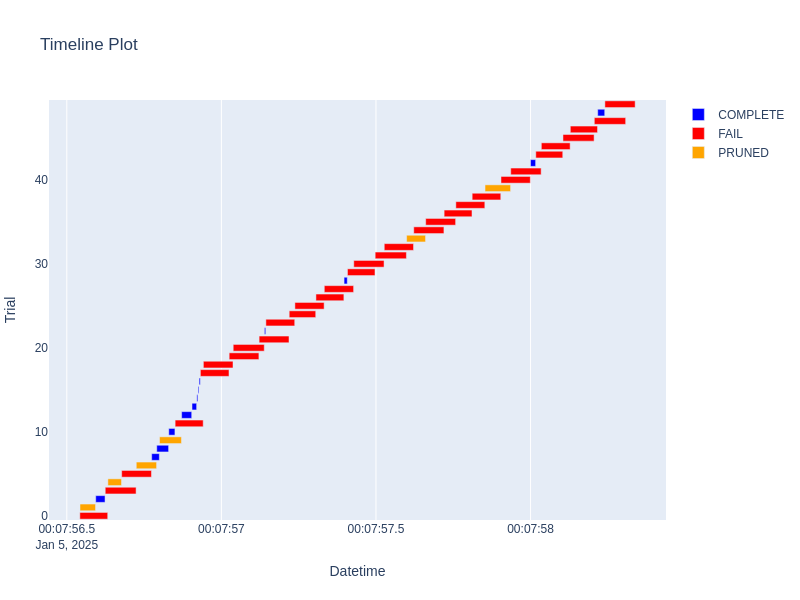 Timeline Plot
COMPLETE
FAIL
PRUNED
40
30
20
10
0
Trial
00:07:56.5
Jan 5, 2025
00:07:57
00:07:57.5
00:07:58
Datetime